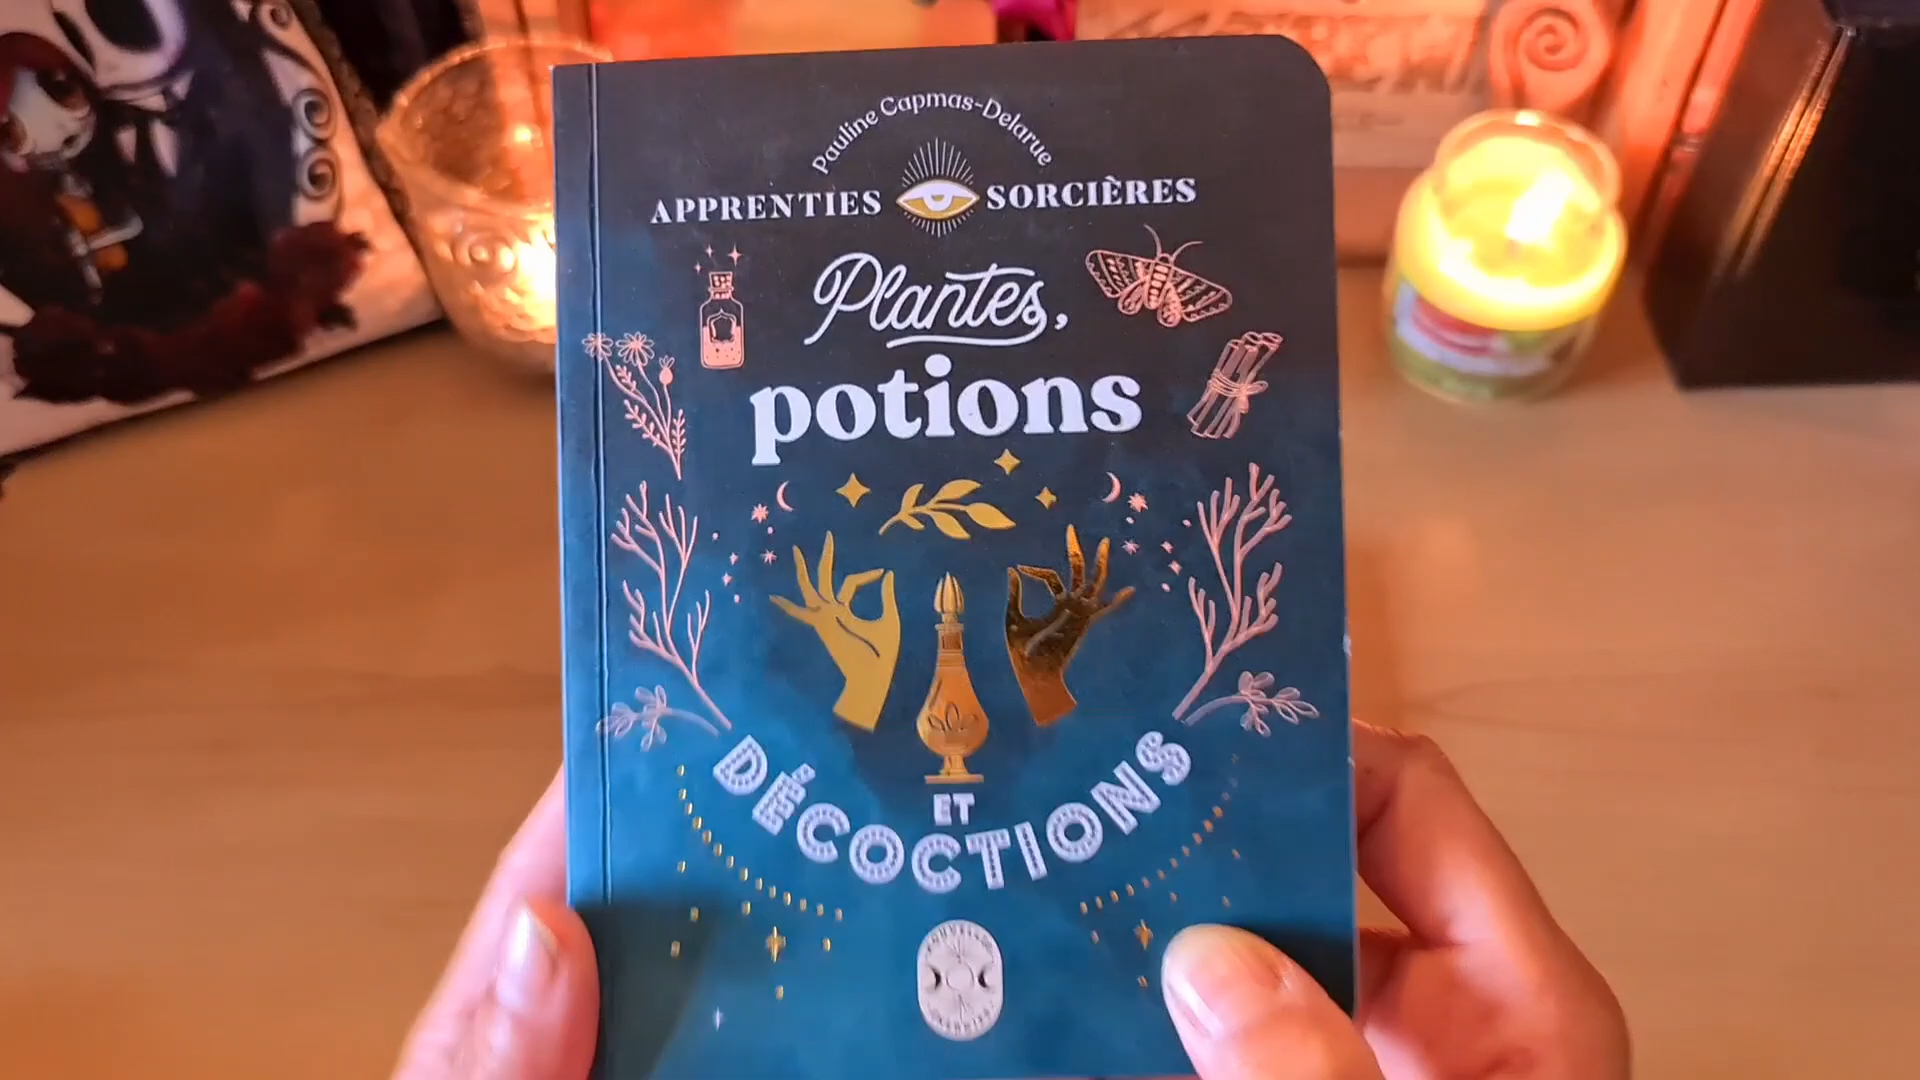 Pauline Capmas-Delarue
APPRENTIES SORCIÈRES
Plantes,
potions
ET
DÉCOCTIONS